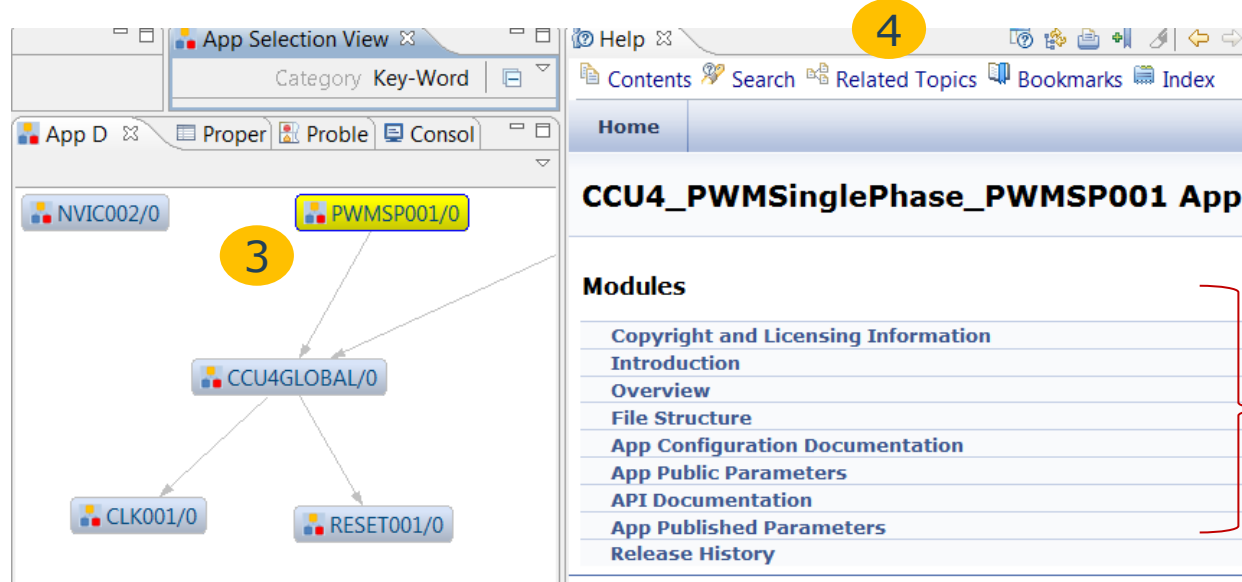 App Selection View
Category Key-Word
App D Proper Proble Consol
NVIC002/0
PWMSP001/0
3
CCU4GLOBAL/0
CLK001/0
RESET001/0
4
Help
Contents Search Related Topics Bookmarks Index
Home
CCU4_PWMSinglePhase_PWMSP001 App
Modules
Copyright and Licensing Information
Introduction
Overview
File Structure
App Configuration Documentation
App Public Parameters
API Documentation
App Published Parameters
Release History